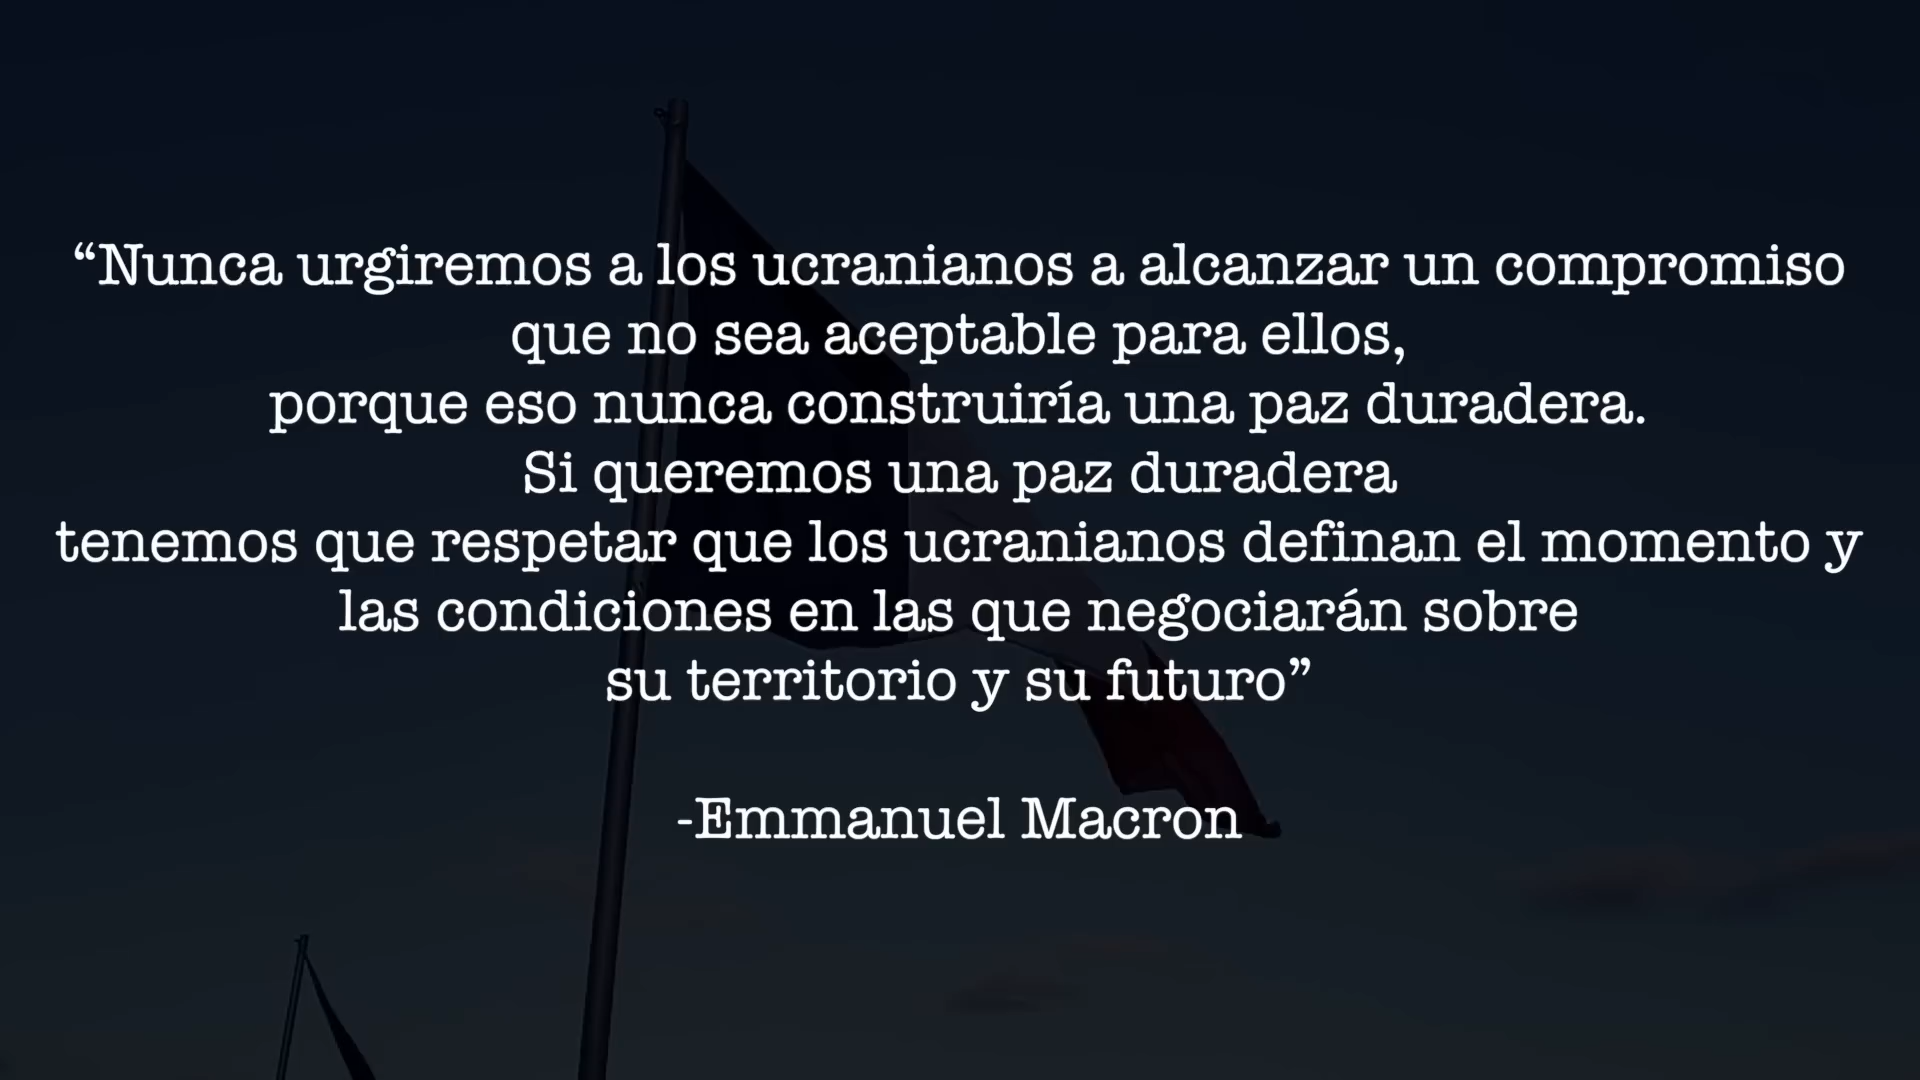 “Nunca urgiremos a los ucranianos a alcanzar un compromiso
que no sea aceptable para ellos,
porque eso nunca construiría una paz duradera.
Si queremos una paz duradera
tenemos que respetar que los ucranianos definan el momento y
las condiciones en las que negociarán sobre
su territorio y su futuro”
-Emmanuel Macron